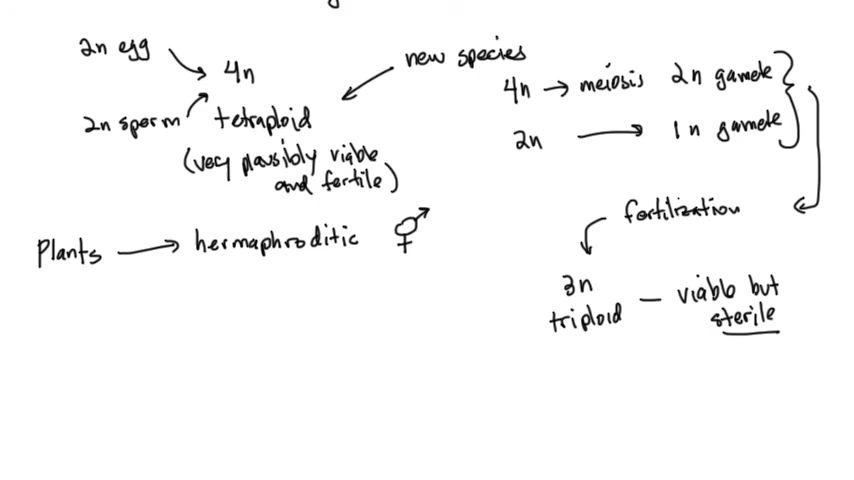 2n egg
4n
2n sperm
tetraploid
(very plausibly viable
and fertile)
new species
4n → meiosis 2n gamete
2n → 1n gamete
fertilization
3n
triploid — viable but
sterile
Plants → hermaphroditic ⚥